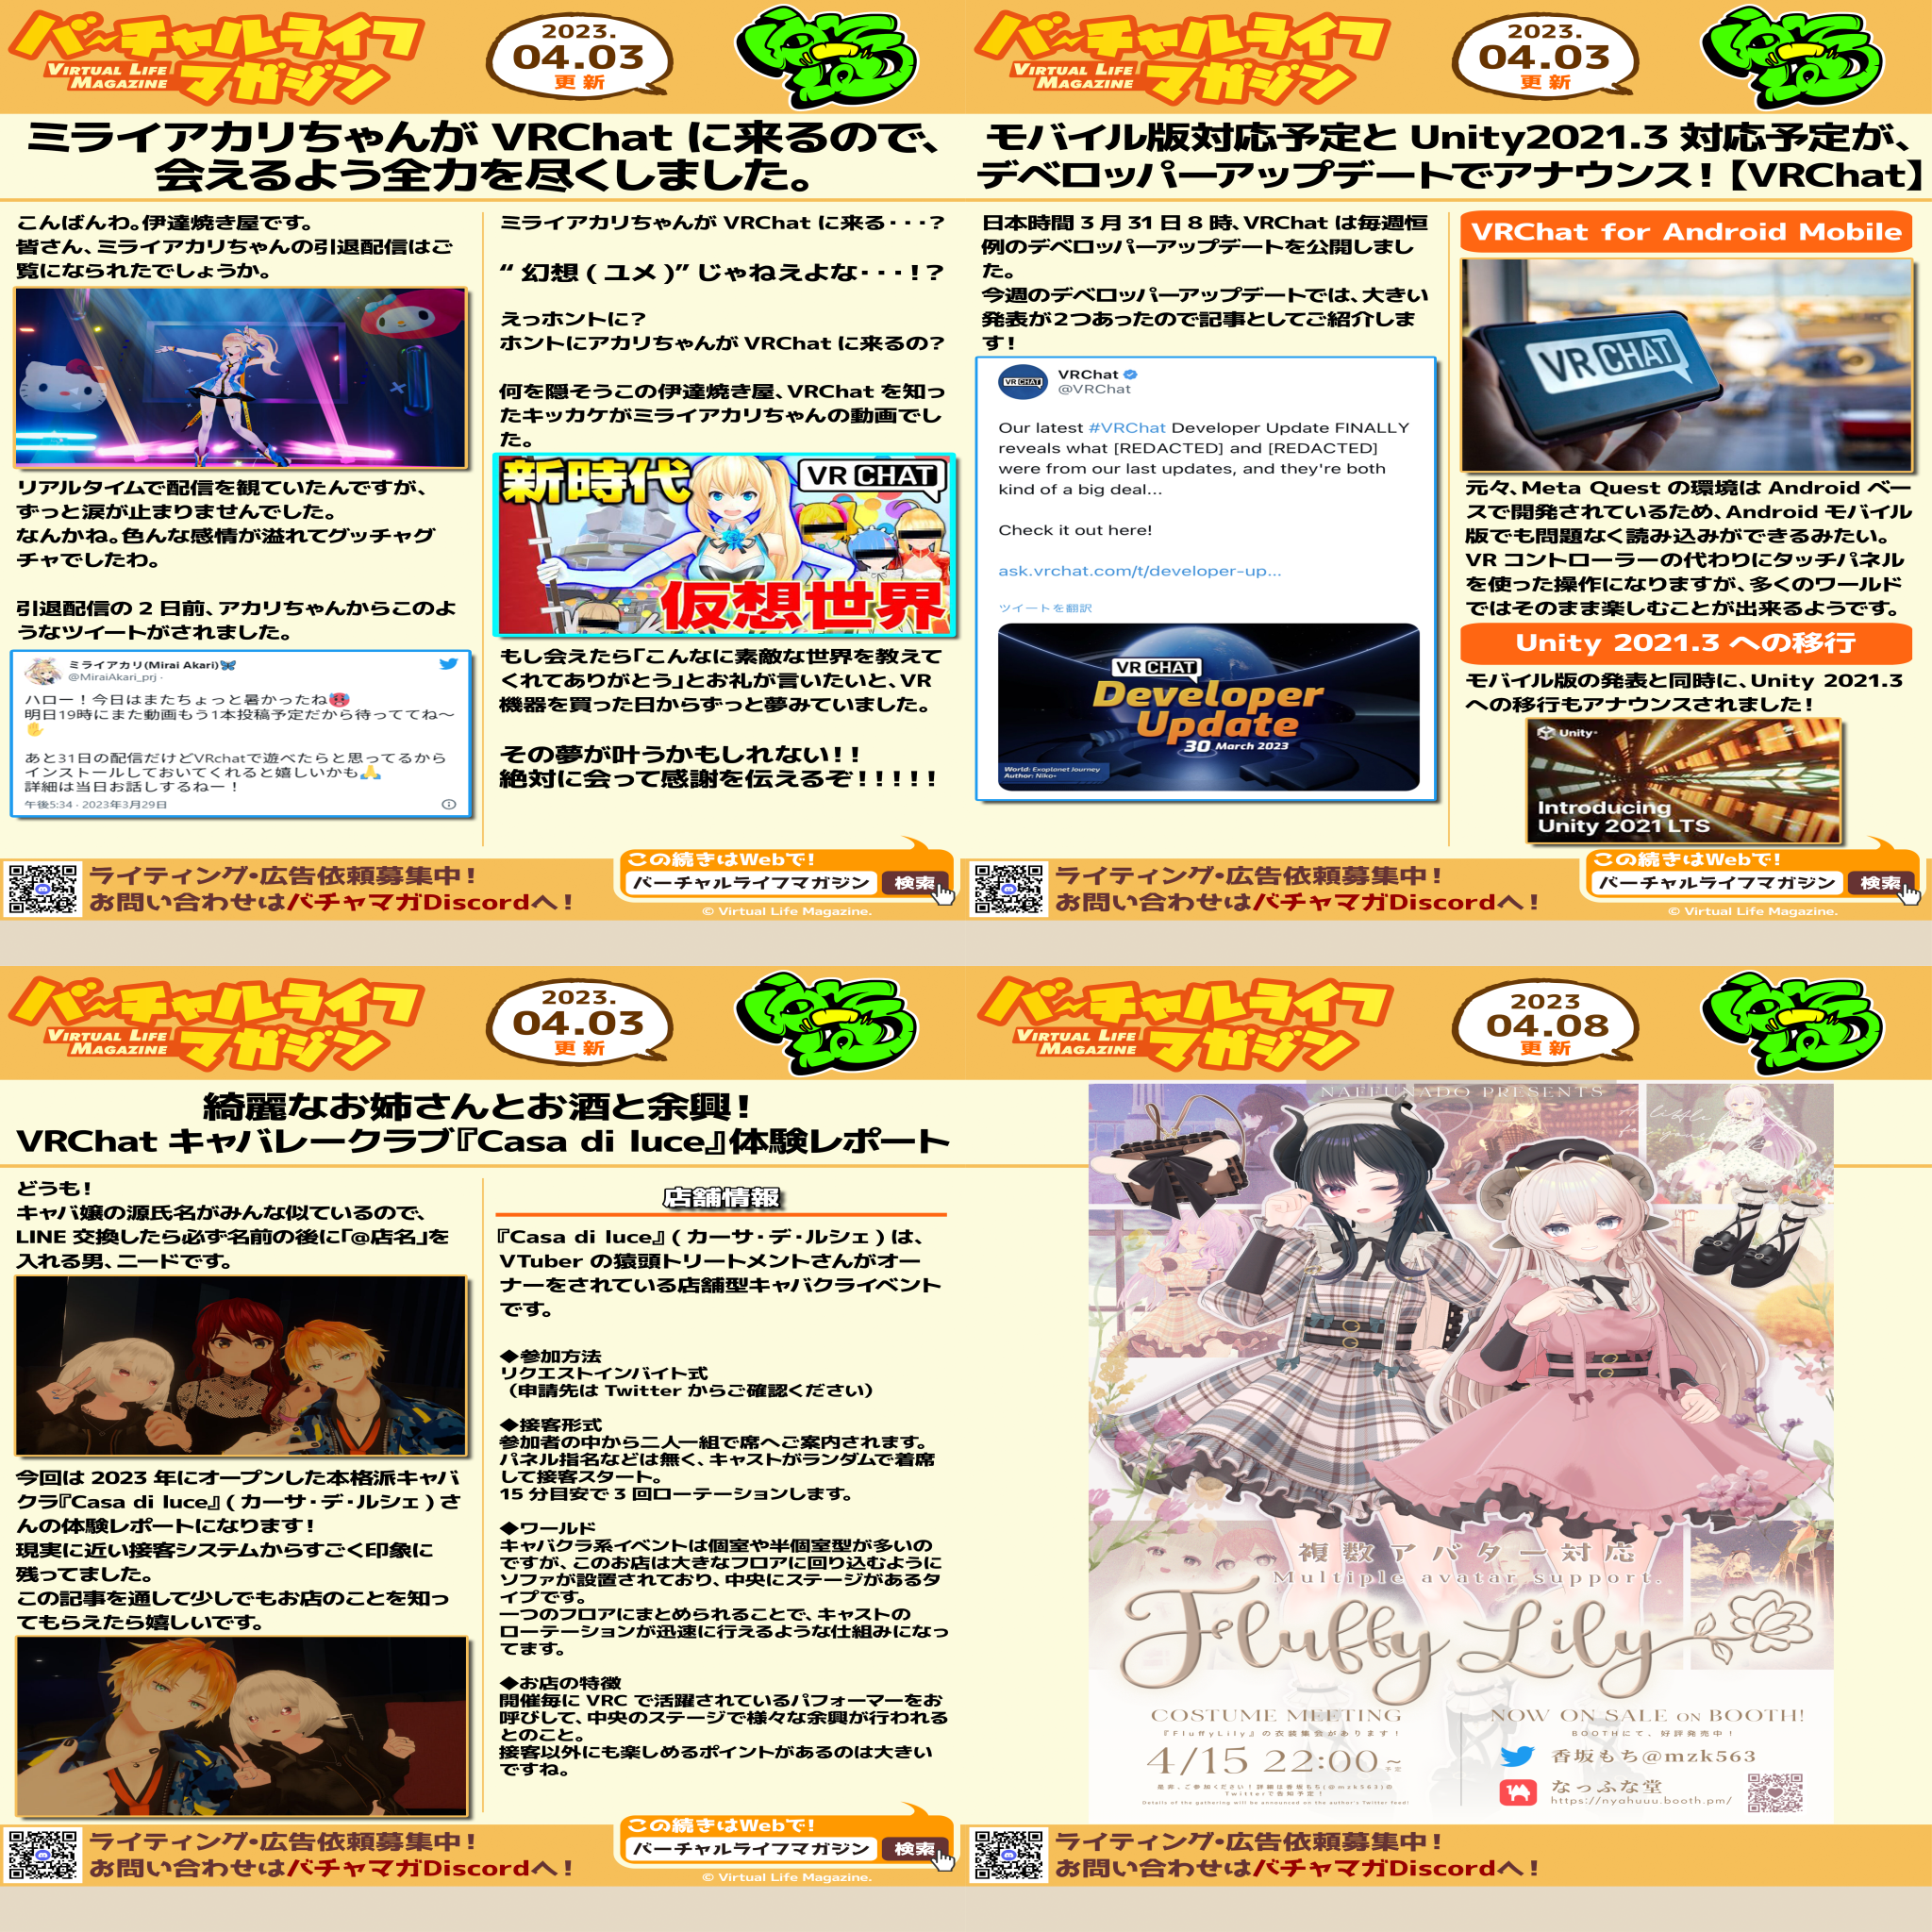 バーチャルライフ
マガジン
VIRTUAL LIFE
MAGAZINE
2023.
04.03
更新
ミライアカリちゃんが VRChat に来るので、
会えるよう全力を尽くしました。
こんばんわ。伊達焼き屋です。
皆さん、ミライアカリちゃんの引退配信はご
覧になられたでしょうか。
リアルタイムで配信を観ていたんですが、
ずっと涙が止まりませんでした。
なんかね。色んな感情が溢れてグッチャグ
チャでしたわ。
引退配信の 2 日前、アカリちゃんからこのよ
うなツイートがされました。
ミライアカリ(Mirai Akari)🦋
@MiraiAkari_prj ·
ハロー！今日はまたちょっと暑かったね🥵
明日19時にまた動画もう1本投稿予定だから待っててね〜
✋
あと31日の配信だけどVRchatで遊べたらと思ってるから
インストールしておいてくれると嬉しいかも🙏
詳細は当日お話しするねー！
午後5:34 · 2023年3月29日
ミライアカリちゃんが VRChat に来る・・・？
“ 幻想 ( ユメ )” じゃねえよな・・・！？
えっホントに？
ホントにアカリちゃんが VRChat に来るの？
何を隠そうこの伊達焼き屋、VRChat を知っ
たキッカケがミライアカリちゃんの動画でし
た。
新時代
VR CHAT
仮想世界
もし会えたら「こんなに素敵な世界を教えて
くれてありがとう」とお礼が言いたいと、VR
機器を買った日からずっと夢みていました。
その夢が叶うかもしれない！！
絶対に会って感謝を伝えるぞ！！！！！
ライティング・広告依頼募集中！
お問い合わせはバチャマガDiscordへ！
この続きはWebで！
バーチャルライフマガジン
検索
© Virtual Life Magazine.
バーチャルライフ
マガジン
VIRTUAL LIFE
MAGAZINE
2023.
04.03
更新
モバイル版対応予定と Unity2021.3 対応予定が、
デベロッパーアップデートでアナウンス！【VRChat】
日本時間 3 月 31 日 8 時、VRChat は毎週恒
例のデベロッパーアップデートを公開しまし
た。
今週のデベロッパーアップデートでは、大きい
発表が２つあったので記事としてご紹介しま
す！
VR CHAT
VRChat
@VRChat
Our latest #VRChat Developer Update FINALLY
reveals what [REDACTED] and [REDACTED]
were from our last updates, and they're both
kind of a big deal...
Check it out here!
ask.vrchat.com/t/developer-up...
ツイートを翻訳
VR CHAT
Developer
Update
30 March 2023
World: Exoplanet Journey
Author: Niko*
VRChat for Android Mobile
VR CHAT
元々、Meta Quest の環境は Android ベー
スで開発されているため、Android モバイル
版でも問題なく読み込みができるみたい。
VR コントローラーの代わりにタッチパネル
を使った操作になりますが、多くのワールド
ではそのまま楽しむことが出来るようです。
Unity 2021.3 への移行
モバイル版の発表と同時に、Unity 2021.3
への移行もアナウンスされました！
Unity
Introducing
Unity 2021 LTS
ライティング・広告依頼募集中！
お問い合わせはバチャマガDiscordへ！
この続きはWebで！
バーチャルライフマガジン
検索
© Virtual Life Magazine.
バーチャルライフ
マガジン
VIRTUAL LIFE
MAGAZINE
2023.
04.03
更新
綺麗なお姉さんとお酒と余興！
VRChat キャバレークラブ『Casa di luce』体験レポート
どうも！
キャバ嬢の源氏名がみんな似ているので、
LINE 交換したら必ず名前の後に「@店名」を
入れる男、ニードです。
今回は 2023 年にオープンした本格派キャバ
クラ『Casa di luce』( カーサ・デ・ルシェ ) さ
んの体験レポートになります！
現実に近い接客システムからすごく印象に
残ってました。
この記事を通して少しでもお店のことを知っ
てもらえたら嬉しいです。
店舗情報
『Casa di luce』( カーサ・デ・ルシェ ) は、
VTuber の猿頭トリートメントさんがオー
ナーをされている店舗型キャバクライベント
です。
◆参加方法
リクエストインバイト式
（申請先は Twitter からご確認ください）
◆接客形式
参加者の中から二人一組で席へご案内されます。
パネル指名などは無く、キャストがランダムで着席
して接客スタート。
15 分目安で 3 回ローテーションします。
◆ワールド
キャバクラ系イベントは個室や半個室型が多いの
ですが、このお店は大きなフロアに回り込むように
ソファが設置されており、中央にステージがあるタ
イプです。
一つのフロアにまとめられることで、キャストの
ローテーションが迅速に行えるような仕組みになっ
てます。
◆お店の特徴
開催毎に VRC で活躍されているパフォーマーをお
呼びして、中央のステージで様々な余興が行われる
とのこと。
接客以外にも楽しめるポイントがあるのは大きい
ですね。
ライティング・広告依頼募集中！
お問い合わせはバチャマガDiscordへ！
この続きはWebで！
バーチャルライフマガジン
検索
© Virtual Life Magazine.
バーチャルライフ
マガジン
VIRTUAL LIFE
MAGAZINE
2023
04.08
更新
NAFFUNADO PRESENTS
複数アバター対応
Multiple avatar support.
Fluffy Lily
COSTUME MEETING
『FluffyLily』の衣装集会があります！
4/15 22:00~
予定
是非、ご参加ください！詳細は香坂もち(@mzk563)の
Twitterで告知予定！
Details of the gathering will be announced on the author's Twitter feed!
NOW ON SALE ON BOOTH!
BOOTHにて、好評発売中！
香坂もち@mzk563
なっふな堂
https://nyahuuu.booth.pm/
ライティング・広告依頼募集中！
お問い合わせはバチャマガDiscordへ！